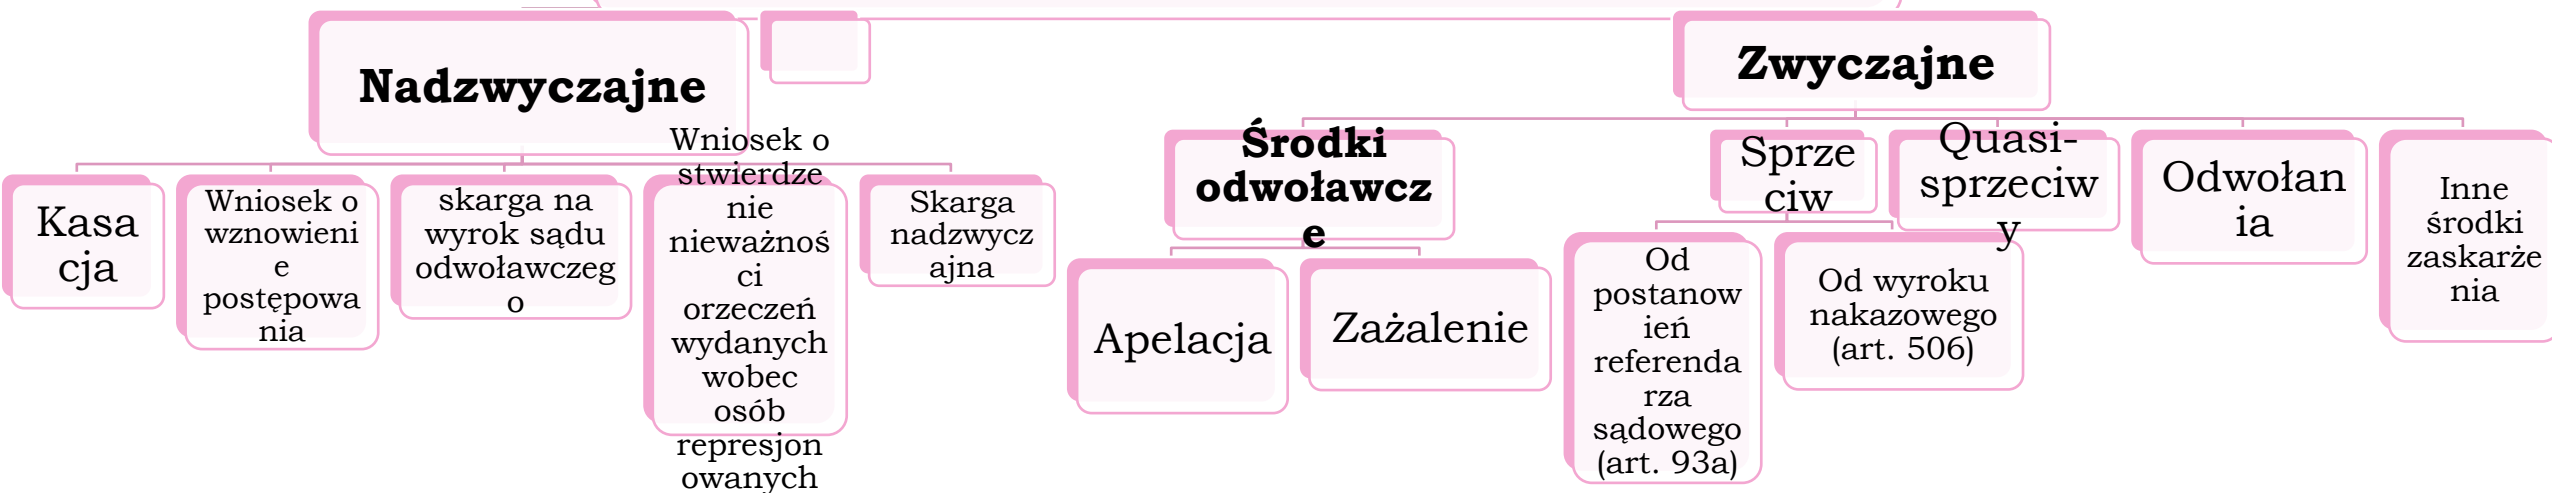 Nadzwyczajne
Kasa
cja
Wniosek o
wznowieni
e
postępowa
nia
skarga na
wyrok sądu
odwoławczeg
o
Wniosek o
stwierdze
nie
nieważnoś
ci
orzeczeń
wydanych
wobec
osób
represjon
owanych
Skarga
nadzwycz
ajna
Zwyczajne
Środki
odwoławcz
e
Apelacja
Zażalenie
Sprze
ciw
Od
postanow
ień
referenda
rza
sądowego
(art. 93a)
Od wyroku
nakazowego
(art. 506)
Quasi-
sprzeciw
y
Odwołan
ia
Inne
środki
zaskarże
nia